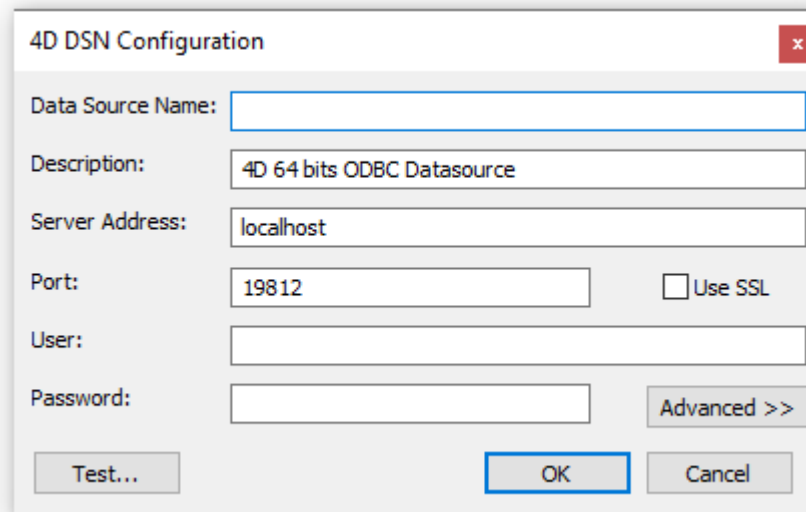 4D DSN Configuration
x
Data Source Name:
Description: 4D 64 bits ODBC Datasource
Server Address: localhost
Port: 19812 Use SSL
User:
Password:
Advanced >>
Test... OK Cancel